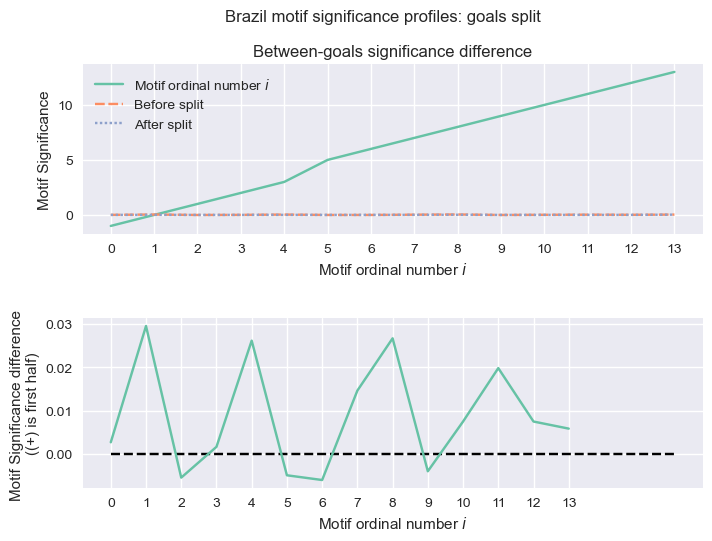 Brazil motif significance profiles: goals split
Between-goals significance difference
Motif Significance
10
5
0
Motif ordinal number i
Before split
After split
0 1 2 3 4 5 6 7 8 9 10 11 12 13
Motif ordinal number i
Motif Significance difference
((+) is first half)
0.03
0.02
0.01
0.00
0 1 2 3 4 5 6 7 8 9 10 11 12 13
Motif ordinal number i